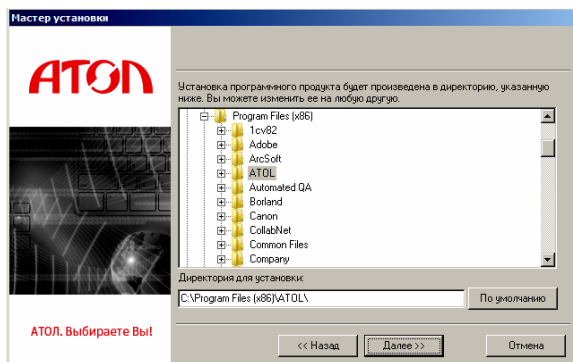 Мастер установки
АТОЛ
Установка программного продукта будет произведена в директорию, указанную
ниже. Вы можете изменить ее на любую другую.
Program Files (x86)
1cv82
Adobe
ArcSoft
ATOL
Automated QA
Borland
Canon
CollabNet
Common Files
Company
Директория для установки:
C:\Program Files (x86)\ATOL\
По умолчанию
АТОЛ. Выбираете Вы!
<< Назад
Далее >>
Отмена